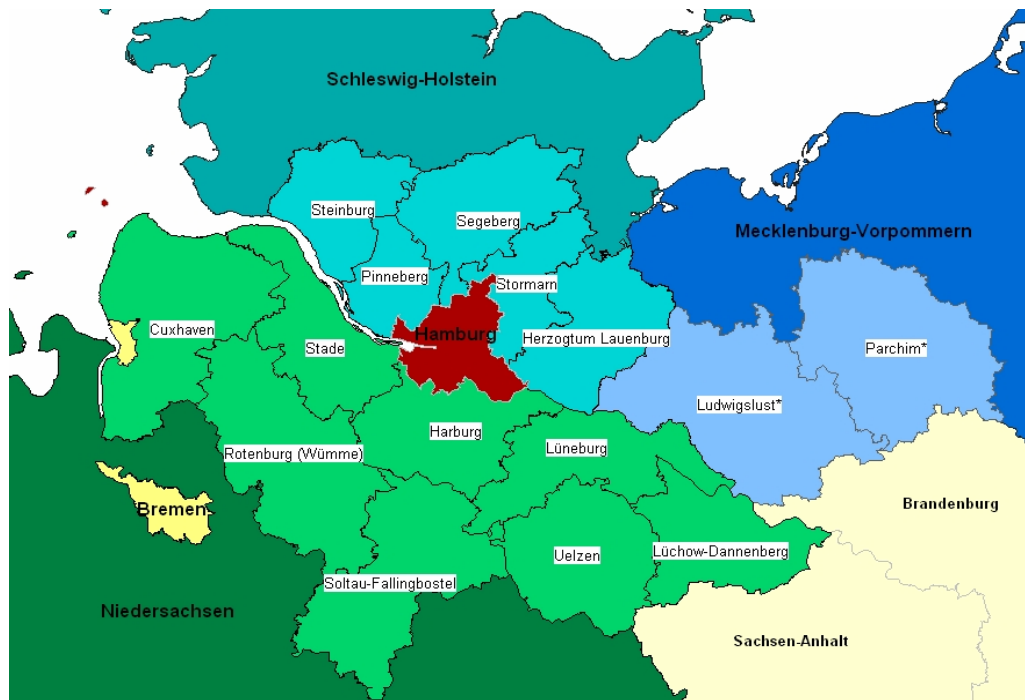 Schleswig-Holstein
Steinburg
Segeberg
Mecklenburg-Vorpommern
Pinneberg
Stormarn
Cuxhaven
Hamburg
Herzogtum Lauenburg
Stade
Parchim*
Ludwigslust*
Harburg
Lüneburg
Rotenburg (Wümme)
Brandenburg
Bremen
Uelzen
Lüchow-Dannenberg
Soltau-Fallingbostel
Niedersachsen
Sachsen-Anhalt